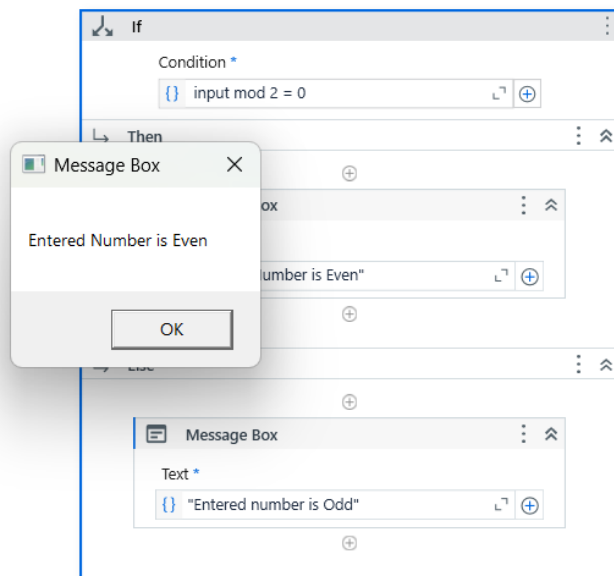 If
Condition *
{} input mod 2 = 0
Then
Message Box
Entered Number is Even
OK
is Even"
Else
Message Box
Text *
{} "Entered number is Odd"